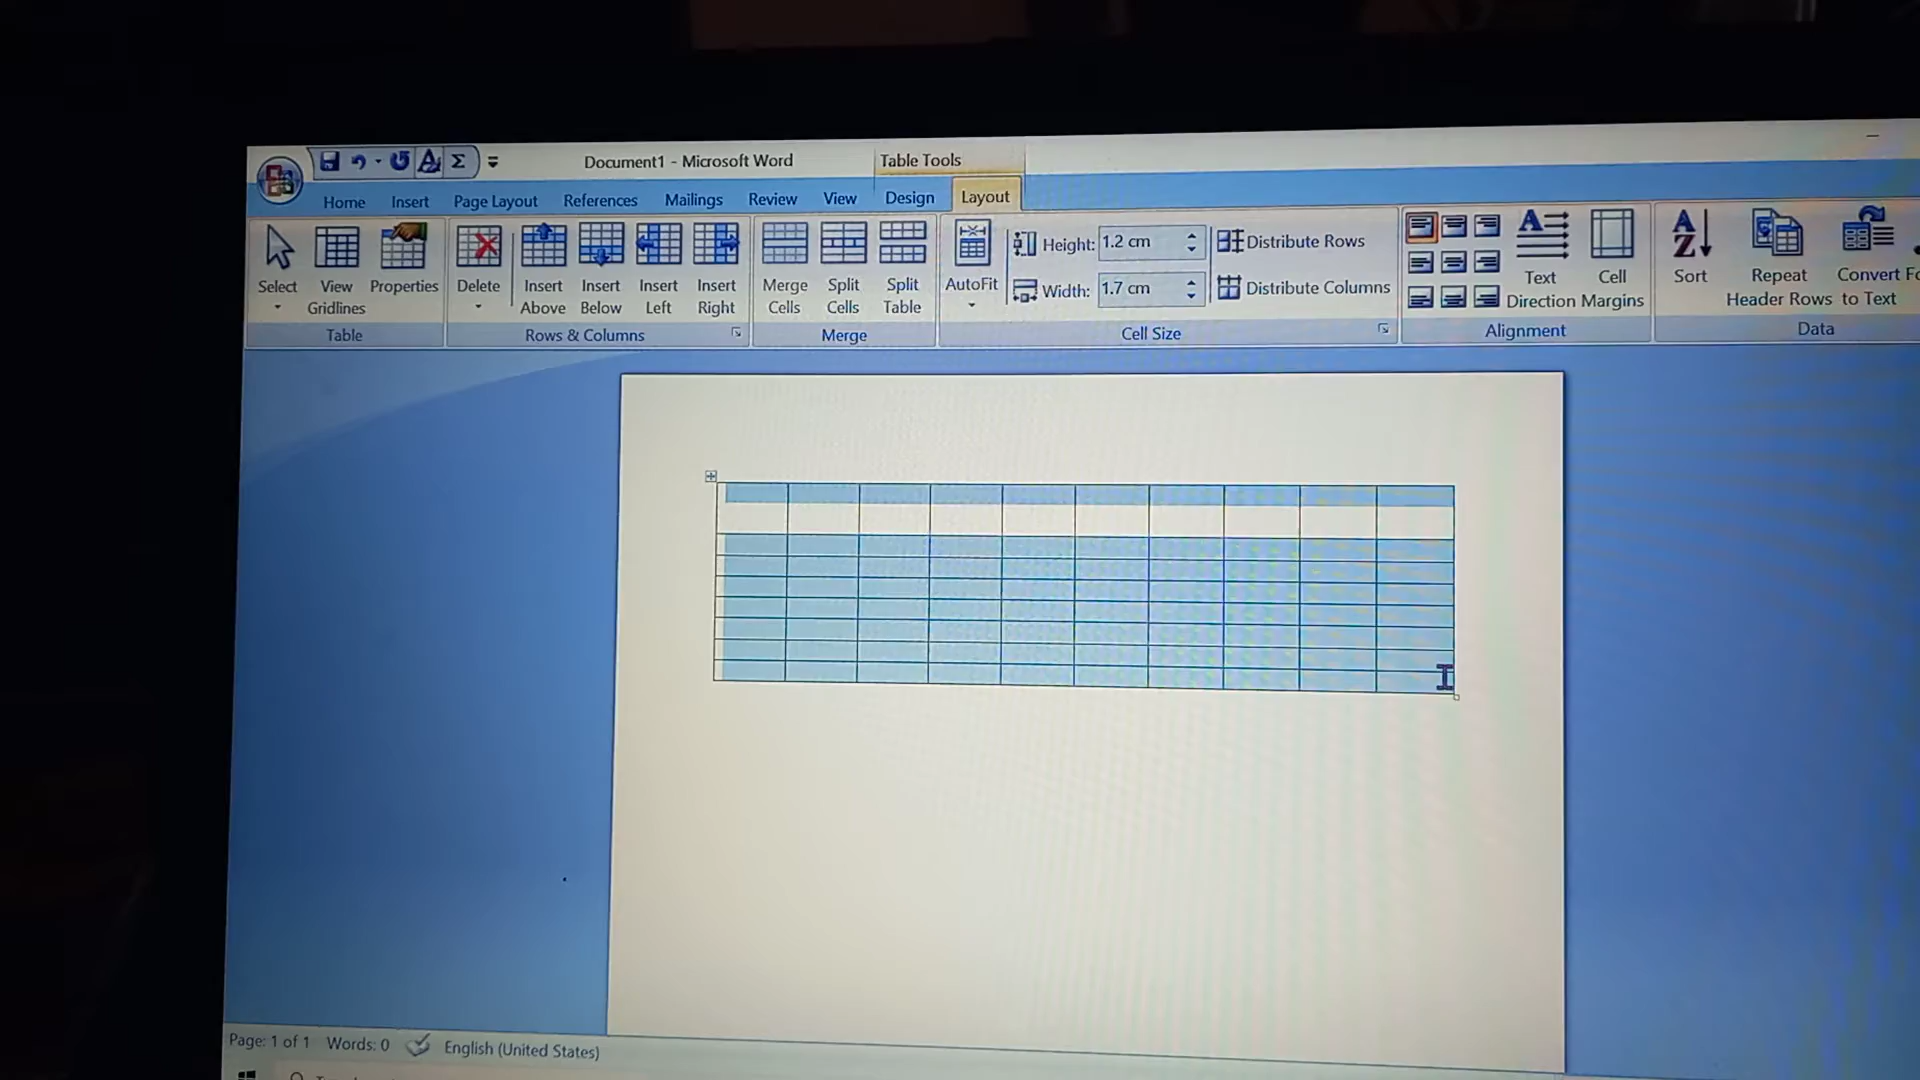 Document1 - Microsoft Word
Table Tools
Home Insert Page Layout References Mailings Review View Design Layout
Select
View
Gridlines
Properties
Delete
Insert
Above
Insert
Below
Insert
Left
Insert
Right
Merge
Cells
Split
Cells
Split
Table
AutoFit
Height: 1.2 cm
Width: 1.7 cm
Distribute Rows
Distribute Columns
Text
Direction
Cell
Margins
Sort
Repeat
Header Rows
Convert
to Text
Table
Rows & Columns
Merge
Cell Size
Alignment
Data
Page: 1 of 1 Words: 0 English (United States)